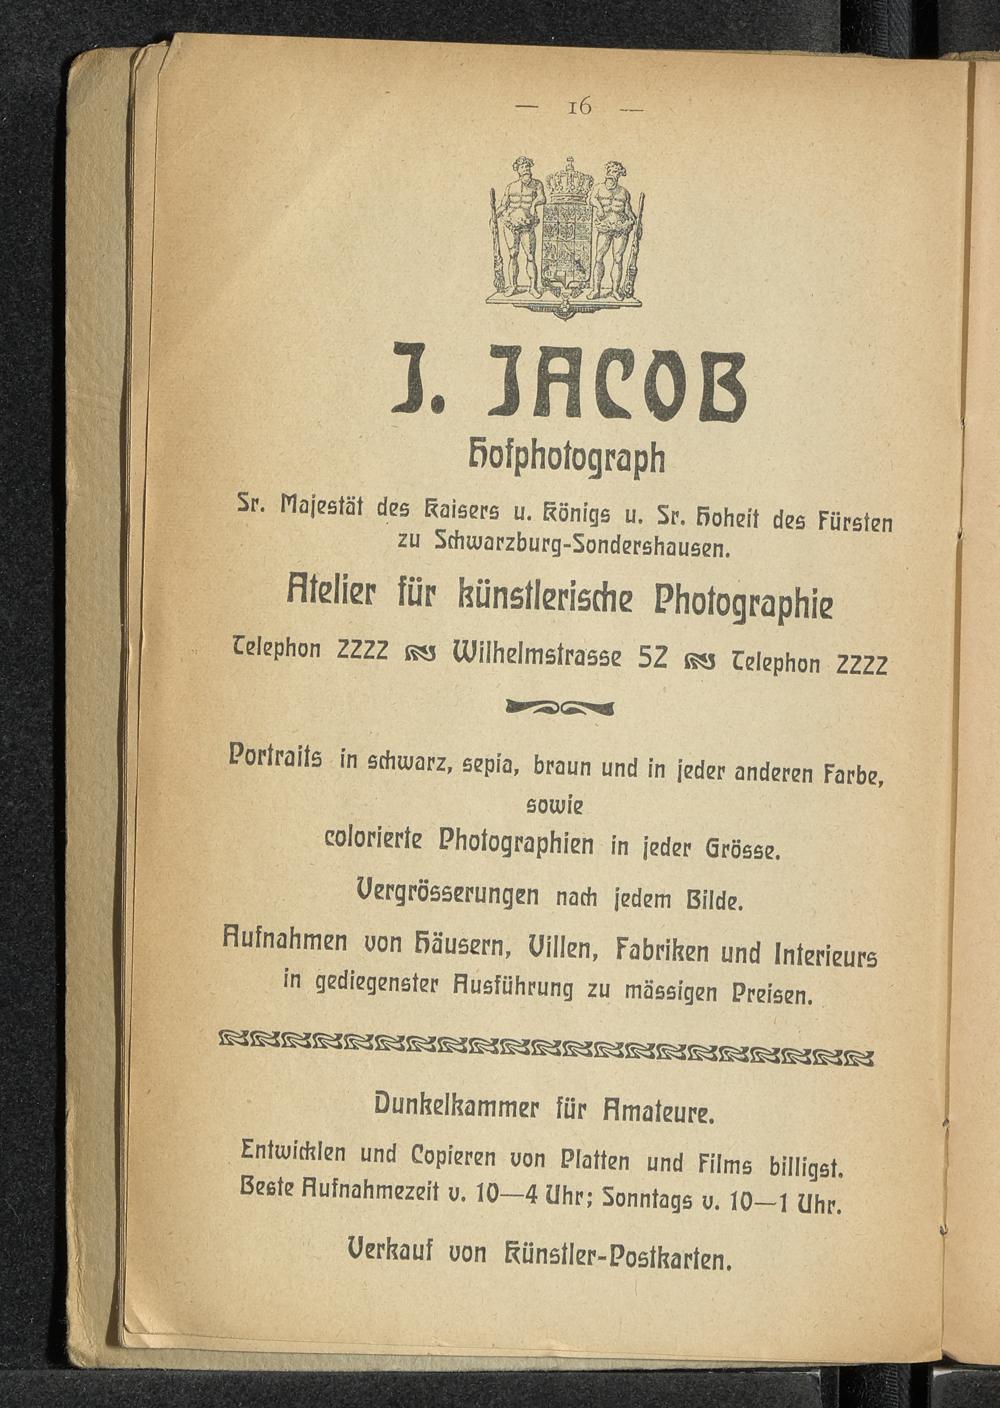 — 16 —
J. JACOB
Hofphotograph
Sr. Majestät des Kaisers u. Königs u. Sr. Hoheit des Fürsten
zu Schwarzburg-Sondershausen.
Atelier für künstlerische Photographie
Telephon 2222 Wilhelmstrasse 52 Telephon 2222
Portraits in schwarz, sepia, braun und in jeder anderen Farbe,
sowie
colorierte Photographien in jeder Grösse.
Vergrösserungen nach jedem Bilde.
Aufnahmen von Häusern, Villen, Fabriken und Interieurs
in gediegenster Ausführung zu mässigen Preisen.
Dunkelkammer für Amateure.
Entwicklen und Copieren von Platten und Films billigst.
Beste Aufnahmezeit v. 10—4 Uhr; Sonntags v. 10—1 Uhr.
Verkauf von Künstler-Postkarten.